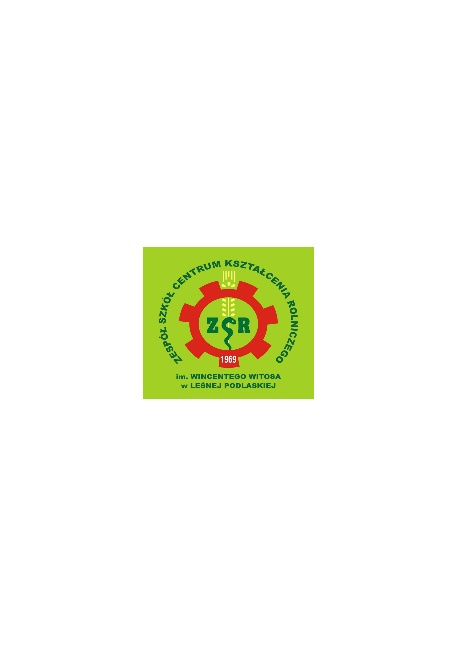 ZESPÓŁ SZKÓŁ CENTRUM KSZTAŁCENIA ROLNICZEGO
Z S R
1969
im. WINCENTEGO WITOSA
w LEŚNEJ PODLASKIEJ